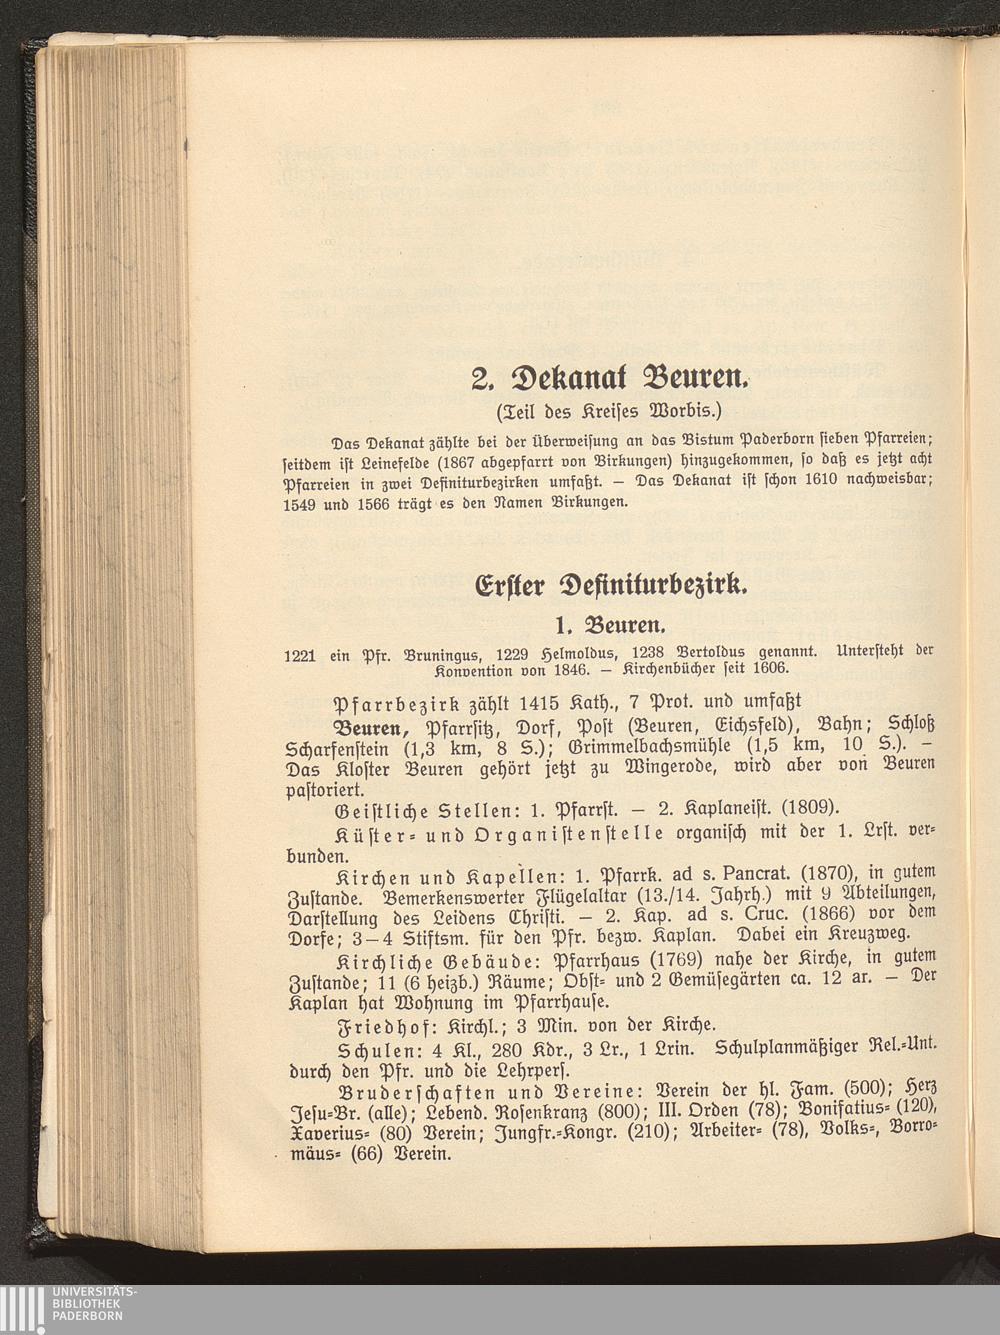 2. Dekanat Beuren.
(Teil des Kreises Worbis.)
Das Dekanat zählte bei der Überweisung an das Bistum Paderborn sieben Pfarreien;
seitdem ist Leinefelde (1867 abgepfarrt von Birkungen) hinzugekommen, so daß es jetzt acht
Pfarreien in zwei Definiturbezirken umfaßt. — Das Dekanat ist schon 1610 nachweisbar;
1549 und 1566 trägt es den Namen Birkungen.
Erster Definiturbezirk.
1. Beuren.
1221 ein Pfr. Bruningus, 1229 Helmoldus, 1238 Bertoldus genannt. Untersteht der
Konvention von 1846. — Kirchenbücher seit 1606.
Pfarrbezirk zählt 1415 Kath., 7 Prot. und umfaßt
Beuren, Pfarrsitz, Dorf, Post (Beuren, Eichsfeld), Bahn; Schloß
Scharfenstein (1,3 km, 8 S.); Grimmelbachsmühle (1,5 km, 10 S.). —
Das Kloster Beuren gehört jetzt zu Wingerode, wird aber von Beuren
pastoriert.
Geistliche Stellen: 1. Pfarrst. — 2. Kaplaneist. (1809).
Küster- und Organistenstelle organisch mit der 1. Lrst. ver-
bunden.
Kirchen und Kapellen: 1. Pfarrk. ad s. Pancrat. (1870), in gutem
Zustande. Bemerkenswerter Flügelaltar (13./14. Jahrh.) mit 9 Abteilungen,
Darstellung des Leidens Christi. — 2. Kap. ad s. Cruc. (1866) vor dem
Dorfe; 3—4 Stiftsm. für den Pfr. bezw. Kaplan. Dabei ein Kreuzweg.
Kirchliche Gebäude: Pfarrhaus (1769) nahe der Kirche, in gutem
Zustande; 11 (6 heizb.) Räume; Obst- und 2 Gemüsegärten ca. 12 ar. — Der
Kaplan hat Wohnung im Pfarrhause.
Friedhof: Kirchl.; 3 Min. von der Kirche.
Schulen: 4 Kl., 280 Kdr., 3 Lr., 1 Lrin. Schulplanmäßiger Rel.-Unt.
durch den Pfr. und die Lehrpers.
Bruderschaften und Vereine: Verein der hl. Fam. (500); Herz
Jesu-Br. (alle); Lebend. Rosenkranz (800); III. Orden (78); Bonifatius- (120),
Xaverius- (80) Verein; Jungfr.-Kongr. (210); Arbeiter- (78), Volks-, Borro-
mäus- (66) Verein.
UNIVERSITÄTS-
BIBLIOTHEK
PADERBORN